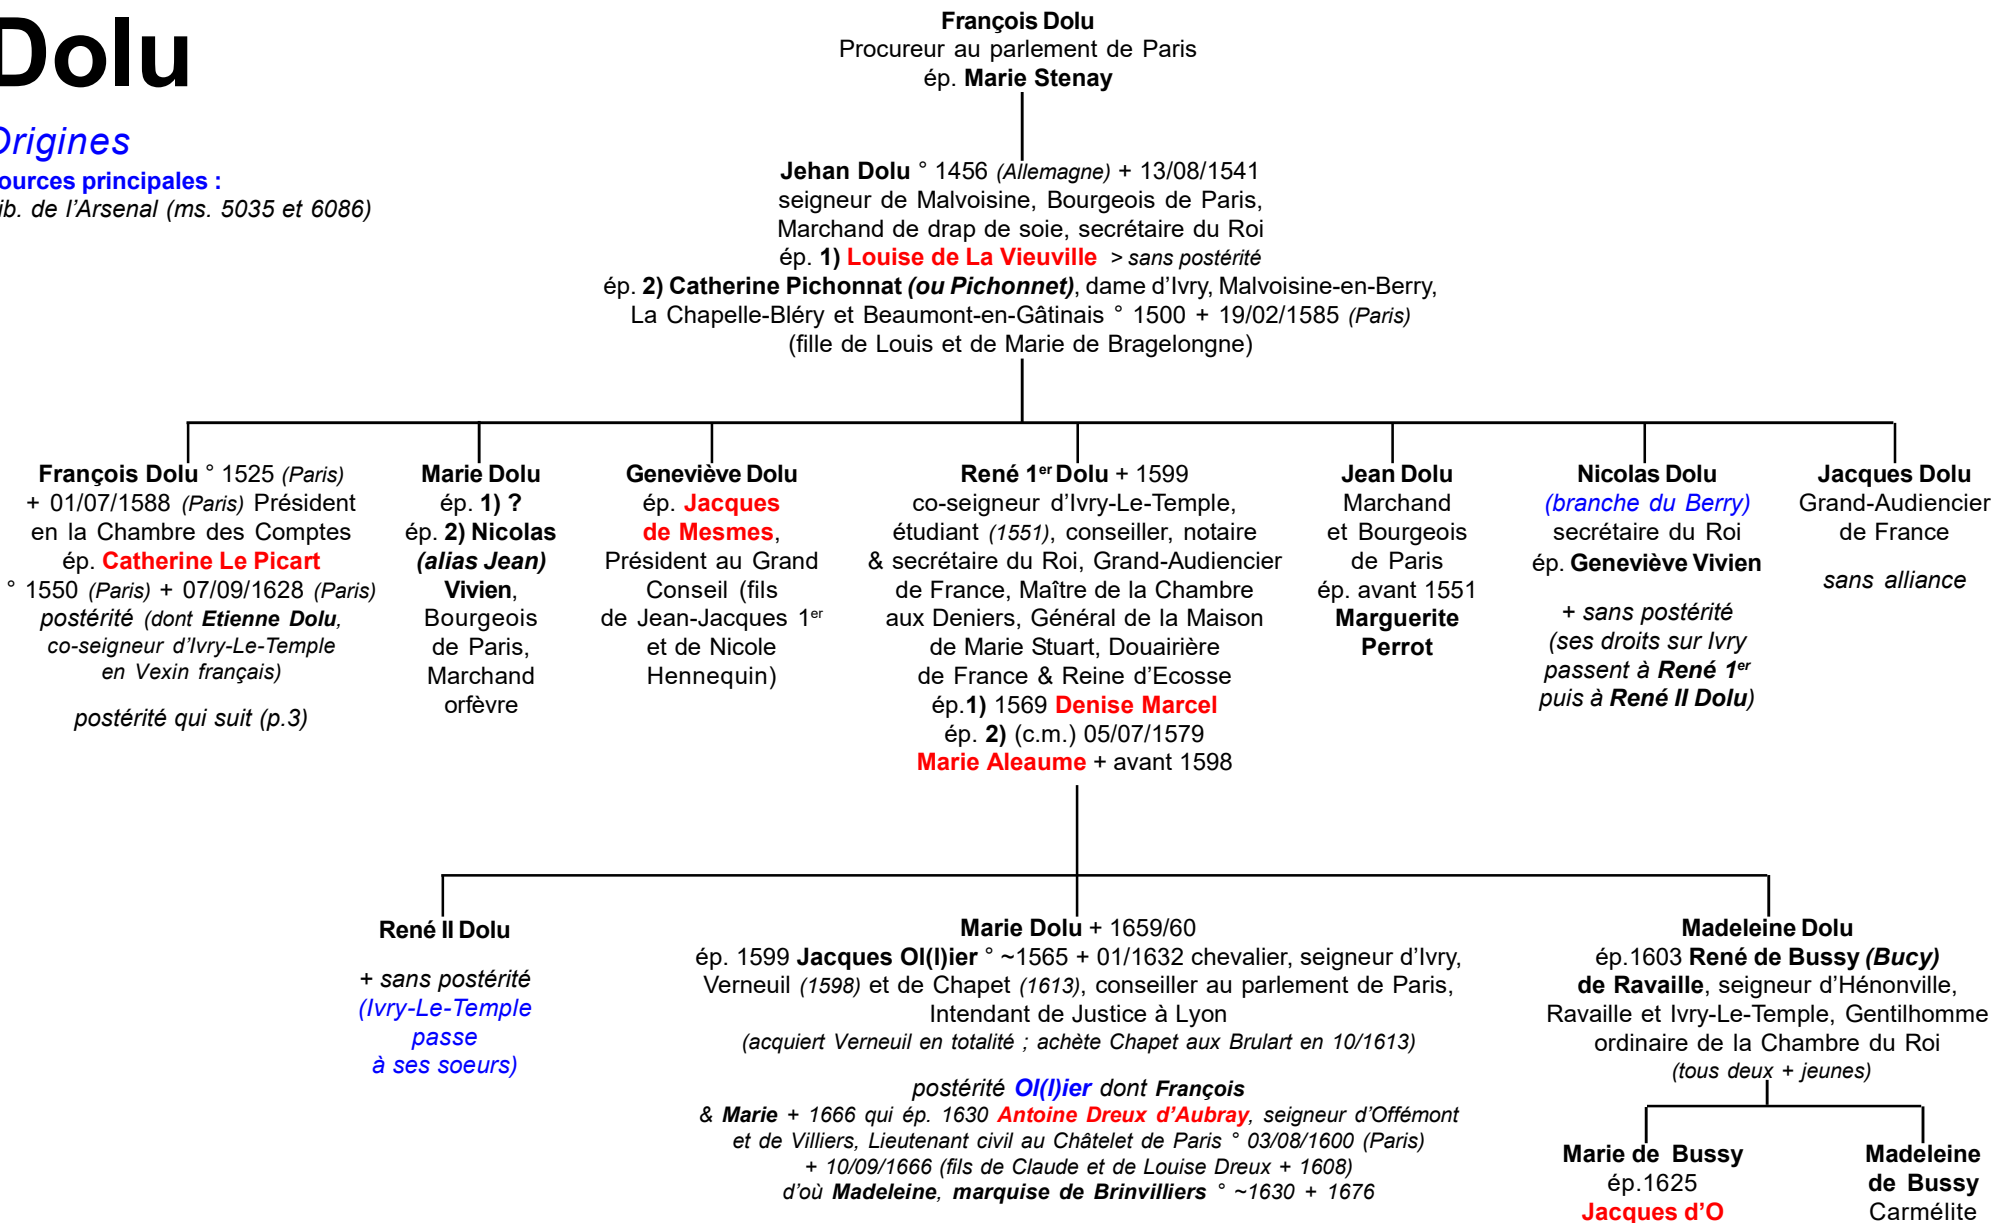 Dolu
Origines
ources principales :
ib. de l'Arsenal (ms. 5035 et 6086)
François Dolu
Procureur au parlement de Paris
ép. Marie Stenay
Jehan Dolu ° 1456 (Allemagne) + 13/08/1541
seigneur de Malvoisine, Bourgeois de Paris,
Marchand de drap de soie, secrétaire du Roi
ép. 1) Louise de La Vieuville > sans postérité
ép. 2) Catherine Pichonnat (ou Pichonnet), dame d'Ivry, Malvoisine-en-Berry,
La Chapelle-Bléry et Beaumont-en-Gâtinais ° 1500 + 19/02/1585 (Paris)
(fille de Louis et de Marie de Bragelongne)
François Dolu ° 1525 (Paris)
+ 01/07/1588 (Paris) Président
en la Chambre des Comptes
ép. Catherine Le Picart
° 1550 (Paris) + 07/09/1628 (Paris)
postérité (dont Etienne Dolu,
co-seigneur d'Ivry-Le-Temple
en Vexin français)
postérité qui suit (p.3)
Marie Dolu
ép. 1) ?
ép. 2) Nicolas
(alias Jean)
Vivien,
Bourgeois
de Paris,
Marchand
orfèvre
Geneviève Dolu
ép. Jacques
de Mesmes,
Président au Grand
Conseil (fils
de Jean-Jacques 1er
et de Nicole
Hennequin)
René 1er Dolu + 1599
co-seigneur d'Ivry-Le-Temple,
étudiant (1551), conseiller, notaire
& secrétaire du Roi, Grand-Audiencier
de France, Maître de la Chambre
aux Deniers, Général de la Maison
de Marie Stuart, Douairière
de France & Reine d'Ecosse
ép.1) 1569 Denise Marcel
ép. 2) (c.m.) 05/07/1579
Marie Aleaume + avant 1598
Jean Dolu
Marchand
et Bourgeois
de Paris
ép. avant 1551
Marguerite
Perrot
Nicolas Dolu
(branche du Berry)
secrétaire du Roi
ép. Geneviève Vivien
+ sans postérité
(ses droits sur Ivry
passent à René 1er
puis à René II Dolu)
Jacques Dolu
Grand-Audiencier
de France
sans alliance
René II Dolu
+ sans postérité
(Ivry-Le-Temple
passe
à ses soeurs)
Marie Dolu + 1659/60
ép. 1599 Jacques Ol(l)ier ° ~1565 + 01/1632 chevalier, seigneur d'Ivry,
Verneuil (1598) et de Chapet (1613), conseiller au parlement de Paris,
Intendant de Justice à Lyon
(acquiert Verneuil en totalité ; achète Chapet aux Brulart en 10/1613)
postérité Ol(l)ier dont François
& Marie + 1666 qui ép. 1630 Antoine Dreux d'Aubray, seigneur d'Offémont
et de Villiers, Lieutenant civil au Châtelet de Paris ° 03/08/1600 (Paris)
+ 10/09/1666 (fils de Claude et de Louise Dreux + 1608)
d'où Madeleine, marquise de Brinvilliers ° ~1630 + 1676
Madeleine Dolu
ép.1603 René de Bussy (Bucy)
de Ravaille, seigneur d'Hénonville,
Ravaille et Ivry-Le-Temple, Gentilhomme
ordinaire de la Chambre du Roi
(tous deux + jeunes)
Marie de Bussy
ép.1625
Jacques d'O
Madeleine
de Bussy
Carmélite